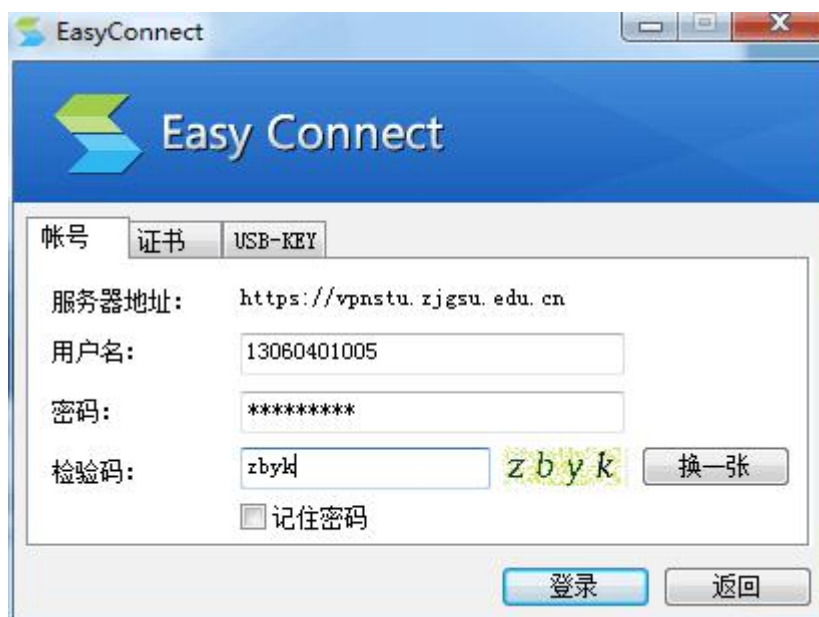 EasyConnect
Easy Connect
帐号 证书 USB-KEY
服务器地址： https://vpnstu.zjgsu.edu.cn
用户名： 13060401005
密码： *********
检验码： zbyk zbyk 换一张
记住密码
登录 返回